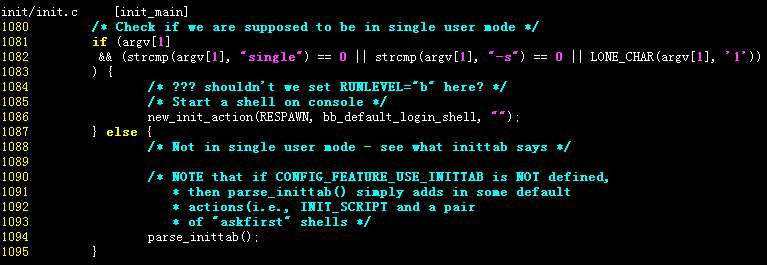 init/init.c [init_main]
1080 /* Check if we are supposed to be in single user mode */
1081 if (argv[1]
1082 && (strcmp(argv[1], "single") == 0 || strcmp(argv[1], "-s") == 0 || LONE_CHAR(argv[1], '1'))
1083 ) {
1084 /* ??? shouldn't we set RUNLEVEL="b" here? */
1085 /* Start a shell on console */
1086 new_init_action(RESPAWN, bb_default_login_shell, "");
1087 } else {
1088 /* Not in single user mode - see what inittab says */
1089
1090 /* NOTE that if CONFIG_FEATURE_USE_INITTAB is NOT defined,
1091 * then parse_inittab() simply adds in some default
1092 * actions(i.e., INIT_SCRIPT and a pair
1093 * of "askfirst" shells */
1094 parse_inittab();
1095 }